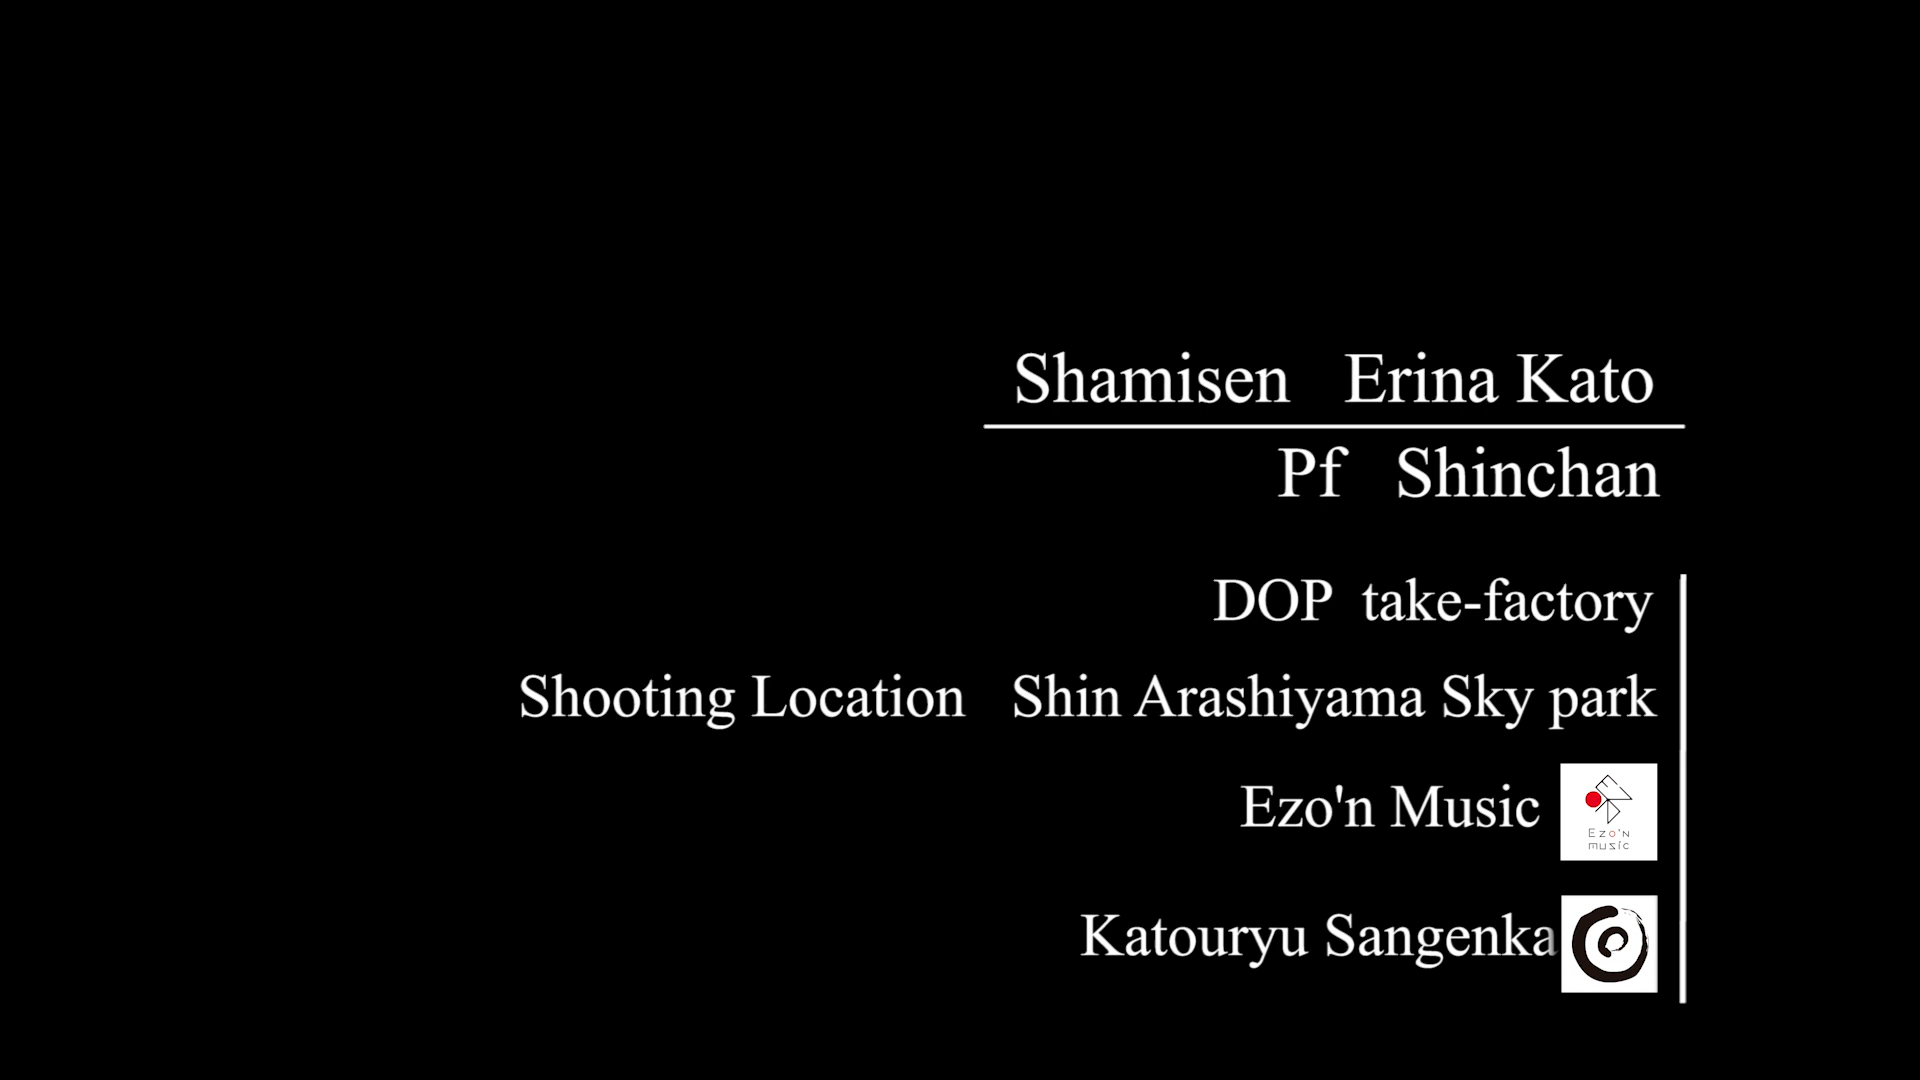 Shamisen Erina Kato
Pf Shinchan
DOP take-factory
Shooting Location Shin Arashiyama Sky park
Ezo'n Music
Ezo'n
music
Katouryu Sangenka